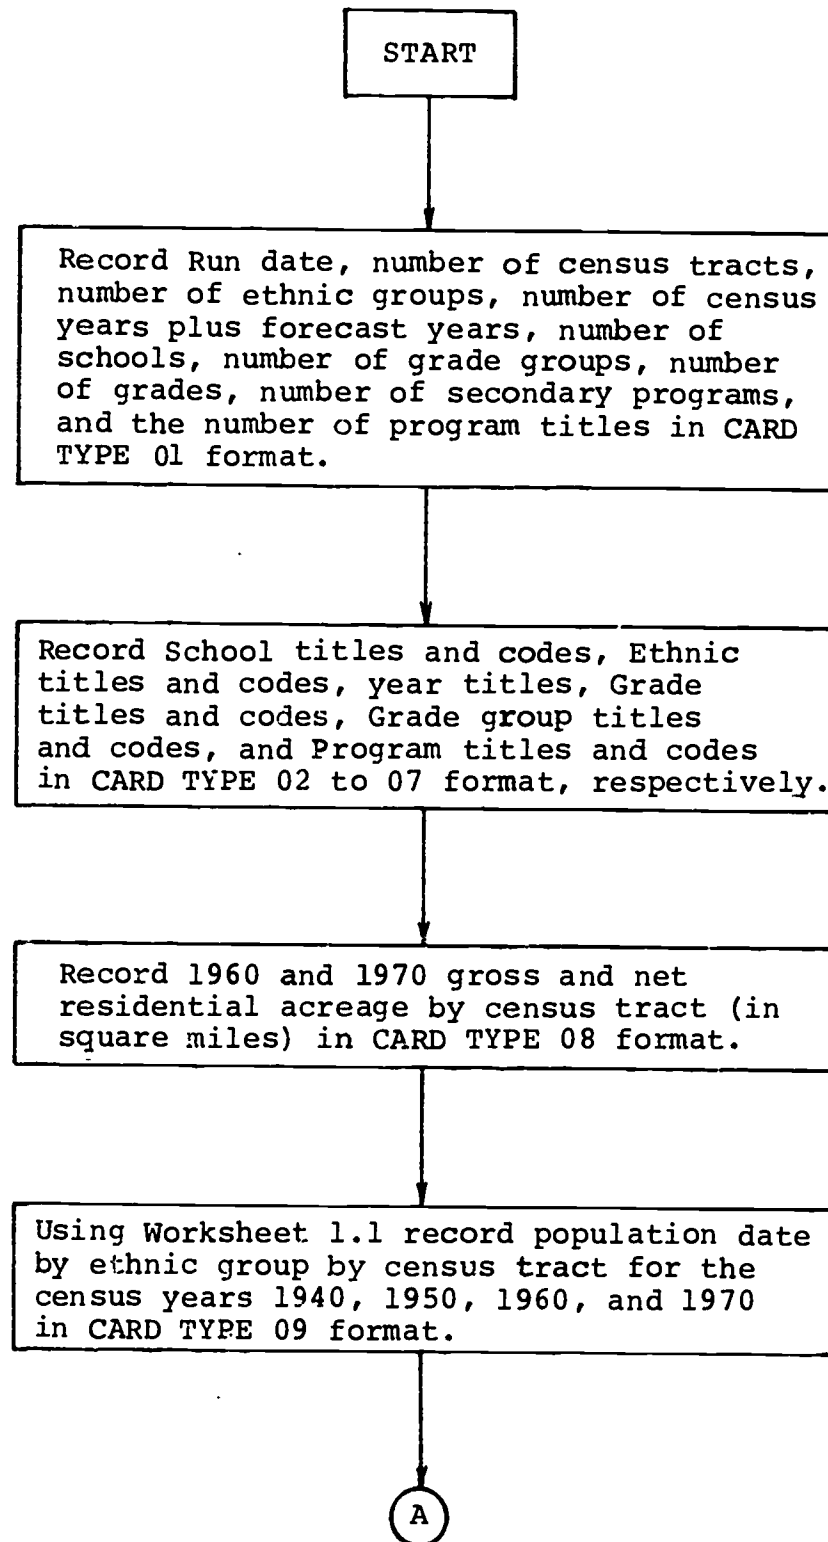 START
Record Run date, number of census tracts,
number of ethnic groups, number of census
years plus forecast years, number of
schools, number of grade groups, number
of grades, number of secondary programs,
and the number of program titles in CARD
TYPE 01 format.
Record School titles and codes, Ethnic
titles and codes, year titles, Grade
titles and codes, Grade group titles
and codes, and Program titles and codes
in CARD TYPE 02 to 07 format, respectively.
Record 1960 and 1970 gross and net
residential acreage by census tract (in
square miles) in CARD TYPE 08 format.
Using Worksheet 1.1 record population date
by ethnic group by census tract for the
census years 1940, 1950, 1960, and 1970
in CARD TYPE 09 format.
A